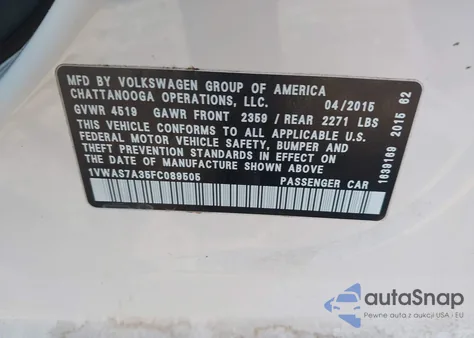 MFD BY VOLKSWAGEN GROUP OF AMERICA
CHATTANOOGA OPERATIONS, LLC. 04/2015
GVWR 4519 GAWR FRONT 2359 / REAR 2271 LBS
THIS VEHICLE CONFORMS TO ALL APPLICABLE U.S.
FEDERAL MOTOR VEHICLE SAFETY, BUMPER AND
THEFT PREVENTION STANDARDS IN EFFECT ON
THE DATE OF MANUFACTURE SHOWN ABOVE
1VWAS7A35FC089505 PASSENGER CAR
1639169 2015 62
autoSnap
Pewne auta z aukcji USA - EU